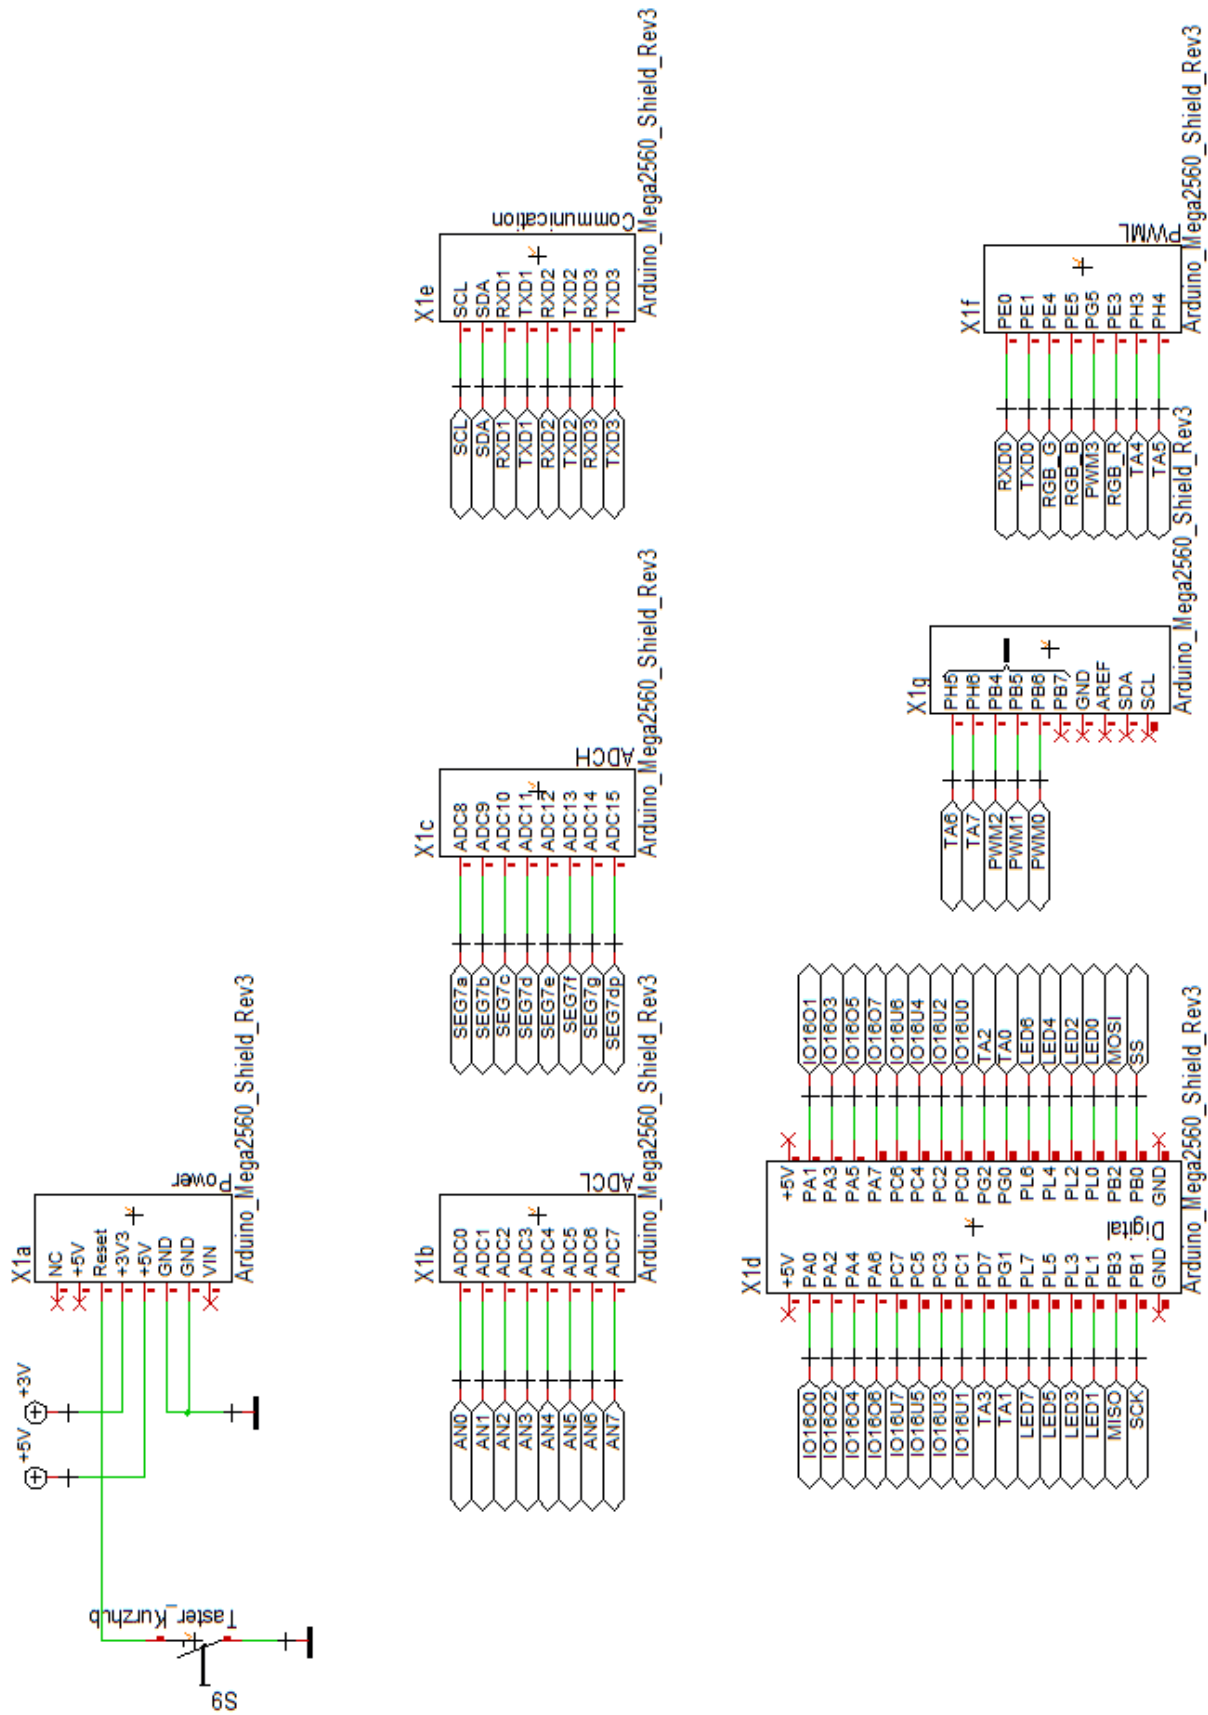 X1a
NC
+5V
Reset
+3V3
+5V
GND
GND
VIN
Power
Arduino_Mega2560_Shield_Rev3
+5V
+3V
S9
Taster_Kurzhub
X1b
AN0 ADC0
AN1 ADC1
AN2 ADC2
AN3 ADC3
AN4 ADC4
AN5 ADC5
AN6 ADC6
AN7 ADC7
ADCL
Arduino_Mega2560_Shield_Rev3
X1c
SEG7a ADC8
SEG7b ADC9
SEG7c ADC10
SEG7d ADC11
SEG7e ADC12
SEG7f ADC13
SEG7g ADC14
SEG7dp ADC15
ADCH
Arduino_Mega2560_Shield_Rev3
X1e
SCL SCL
SDA SDA
RXD1 RXD1
TXD1 TXD1
RXD2 RXD2
TXD2 TXD2
RXD3 RXD3
TXD3 TXD3
Communication
Arduino_Mega2560_Shield_Rev3
X1d
+5V +5V
IO16O0 PA0 PA1 IO16O1
IO16O2 PA2 PA3 IO16O3
IO16O4 PA4 PA5 IO16O5
IO16O6 PA6 PA7 IO16O7
IO16U7 PC7 PC6 IO16U6
IO16U5 PC5 PC4 IO16U4
IO16U3 PC3 PC2 IO16U2
IO16U1 PC1 PC0 IO16U0
TA3 PD7 PG2 TA2
TA1 PG1 PG0 TA0
LED7 PL7 PL6 LED6
LED5 PL5 PL4 LED4
LED3 PL3 PL2 LED2
LED1 PL1 PL0 LED0
MISO PB3 PB2 MOSI
SCK PB1 PB0 SS
GND GND
Digital
Arduino_Mega2560_Shield_Rev3
X1g
TA6 PH5
TA7 PH6
PWM2 PB4
PWM1 PB5
PWM0 PB6
PB7
GND
AREF
SDA
SCL
Arduino_Mega2560_Shield_Rev3
X1f
RXD0 PE0
TXD0 PE1
RGB_G PE4
RGB_B PE5
PWM3 PG5
RGB_R PE3
TA4 PH3
TA5 PH4
PWML
Arduino_Mega2560_Shield_Rev3